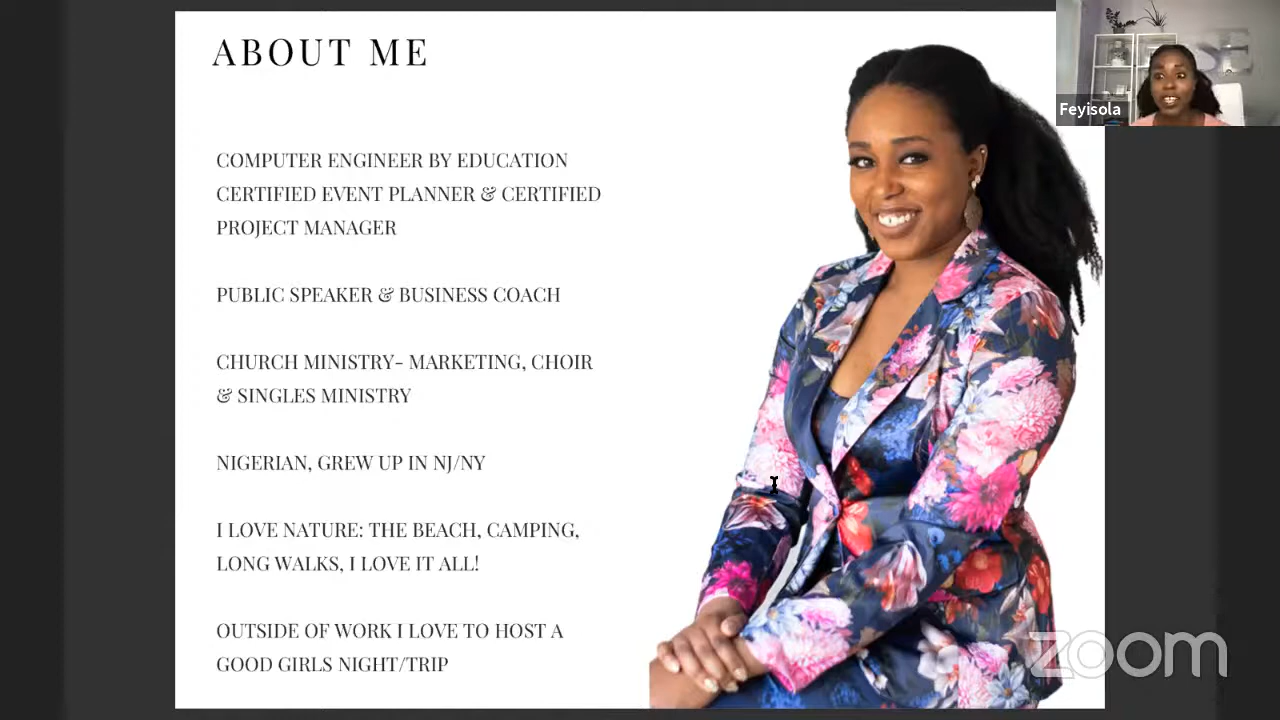 ABOUT ME
Feyisola
COMPUTER ENGINEER BY EDUCATION
CERTIFIED EVENT PLANNER & CERTIFIED
PROJECT MANAGER
PUBLIC SPEAKER & BUSINESS COACH
CHURCH MINISTRY- MARKETING, CHOIR
& SINGLES MINISTRY
NIGERIAN, GREW UP IN NJ/NY
I LOVE NATURE: THE BEACH, CAMPING,
LONG WALKS, I LOVE IT ALL!
OUTSIDE OF WORK I LOVE TO HOST A
GOOD GIRLS NIGHT/TRIP
zoom